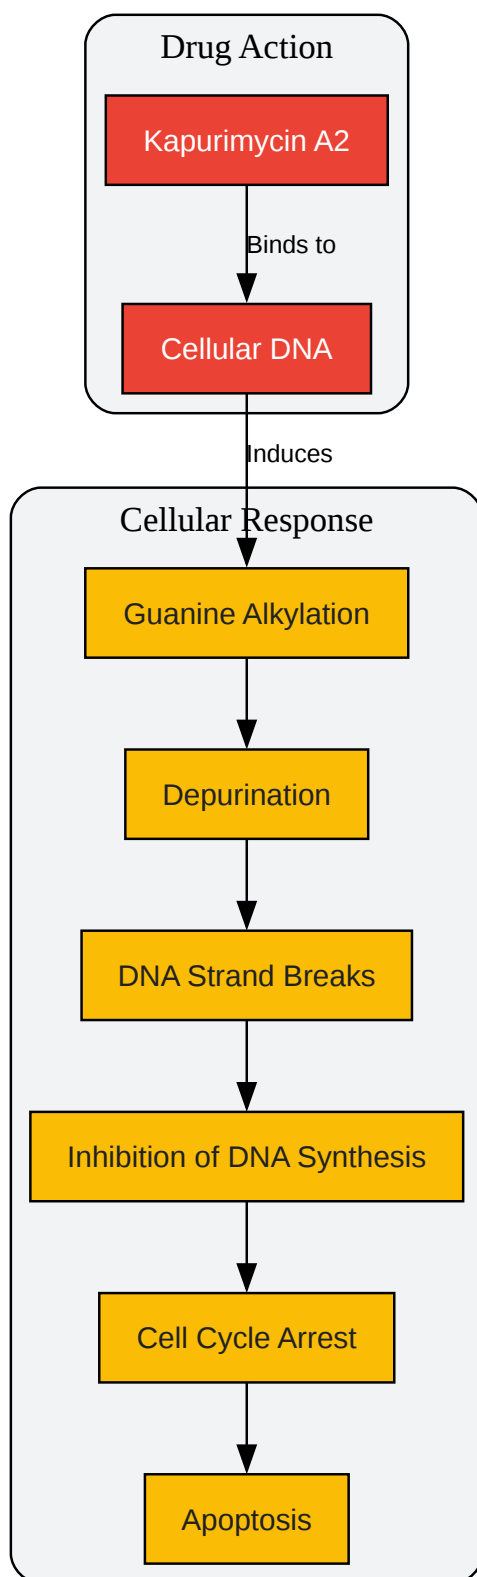 Drug Action
Kapurimycin A2
Binds to
Cellular DNA
Induces
Cellular Response
Guanine Alkylation
Depurination
DNA Strand Breaks
Inhibition of DNA Synthesis
Cell Cycle Arrest
Apoptosis